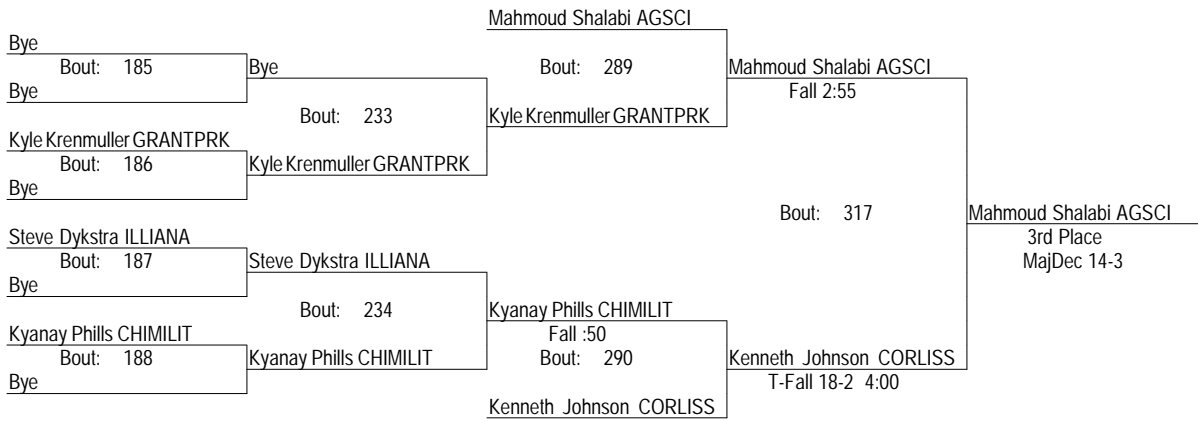 Mahmoud Shalabi AGSCI
Bye
Bout: 185
Bye
Bout: 289
Mahmoud Shalabi AGSCI
Bye
Fall 2:55
Bout: 233
Kyle Krenmuller GRANTPRK
Kyle Krenmuller GRANTPRK
Bout: 186
Kyle Krenmuller GRANTPRK
Bye
Bout: 317
Mahmoud Shalabi AGSCI
3rd Place
MajDec 14-3
Steve Dykstra ILLIANA
Bout: 187
Steve Dykstra ILLIANA
Bye
Bout: 234
Kyanay Phills CHIMILIT
Fall :50
Kyanay Phills CHIMILIT
Bout: 188
Kyanay Phills CHIMILIT
Bout: 290
Kenneth Johnson CORLISS
Bye
T-Fall 18-2 4:00
Kenneth Johnson CORLISS